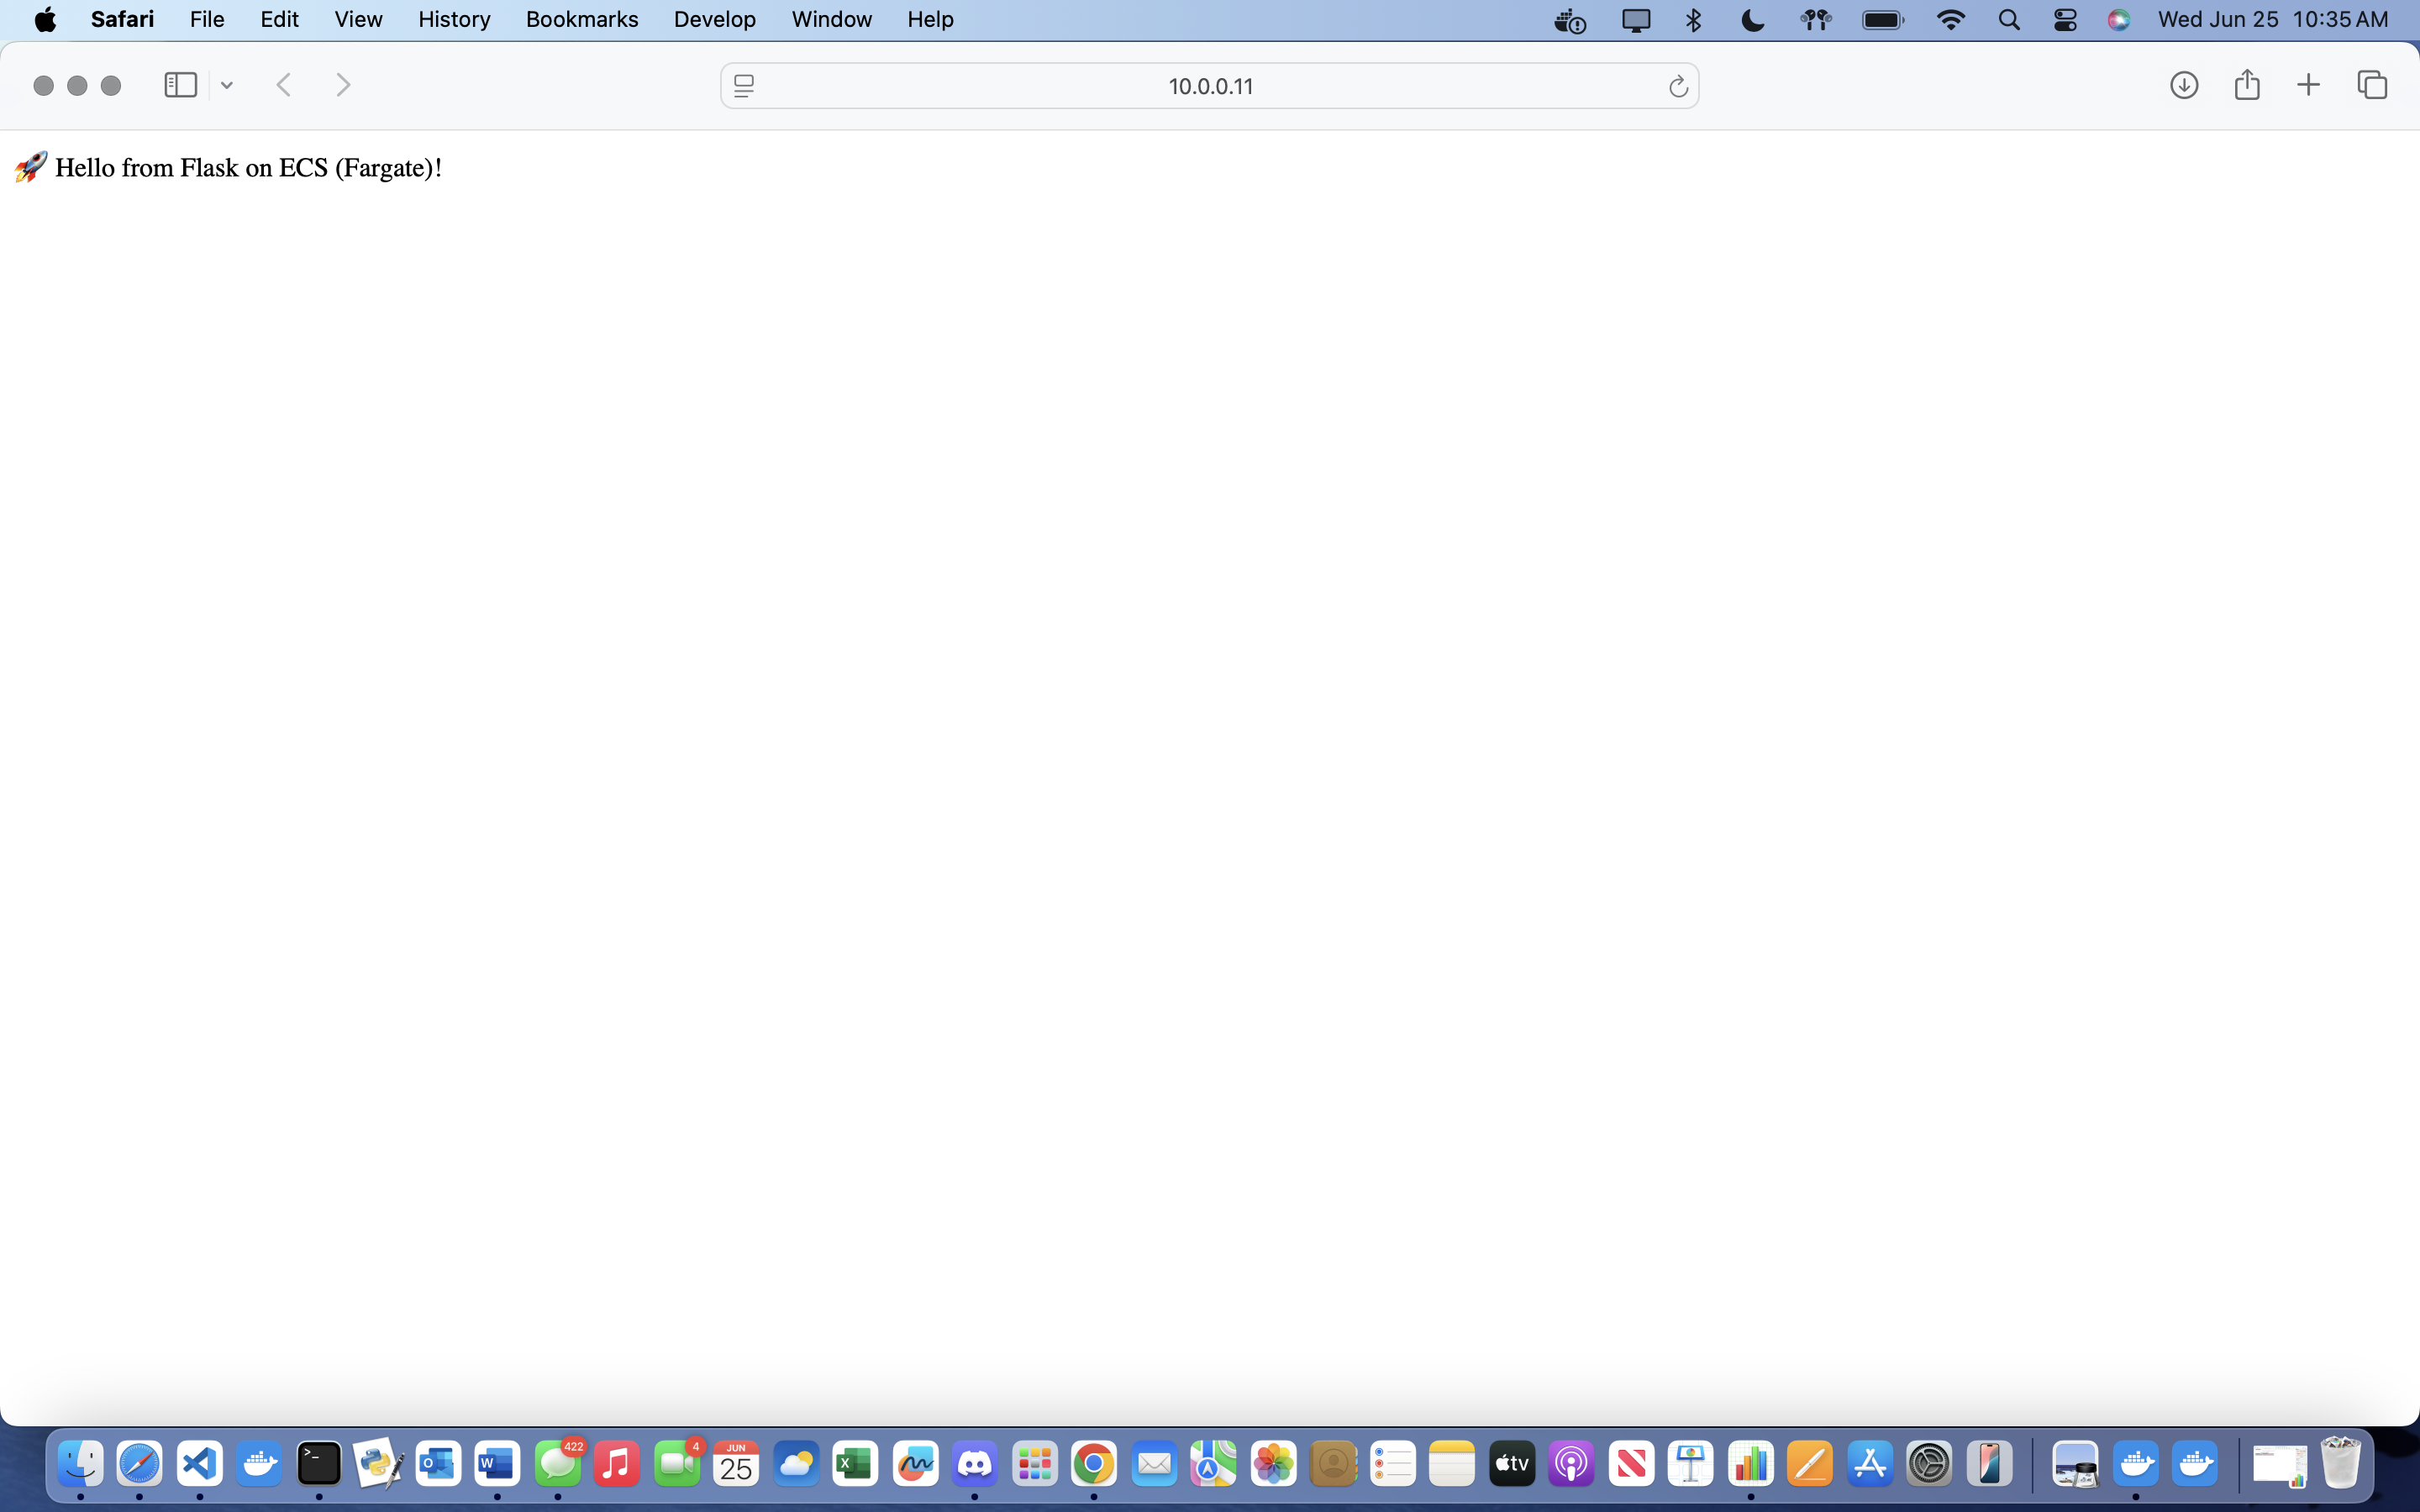 Safari File Edit View History Bookmarks Develop Window Help Wed Jun 25 10:35 AM
10.0.0.11
🚀 Hello from Flask on ECS (Fargate)!
422
4
JUN
25
tv